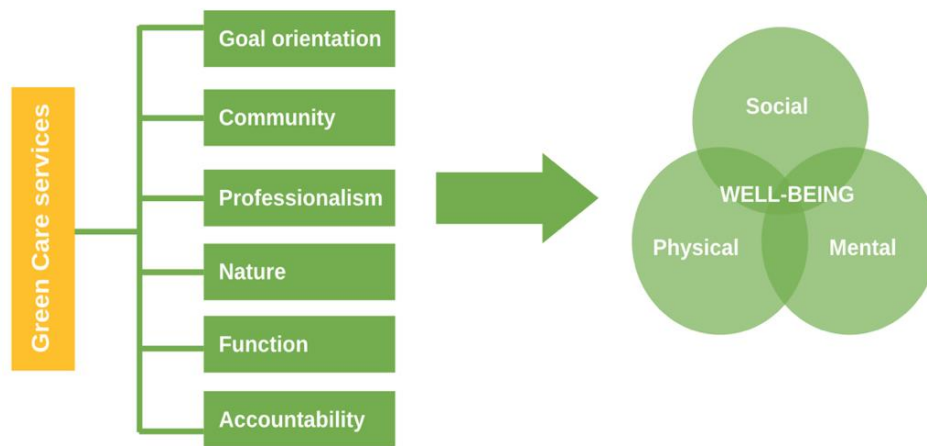 Green Care services
Goal orientation
Community
Professionalism
Nature
Function
Accountability
Social
WELL-BEING
Physical
Mental